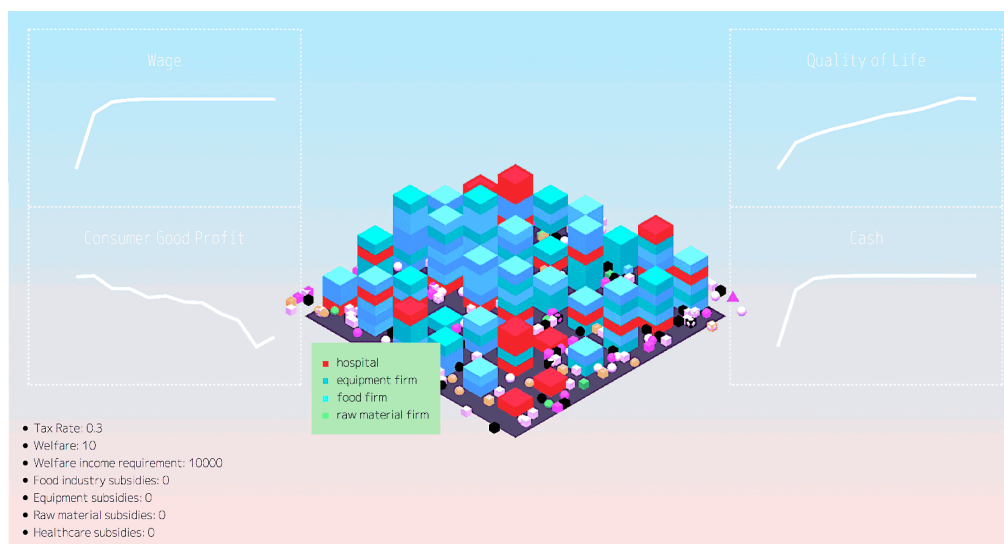 Wage
Quality of Life
Consumer Good Profit
Cash
hospital
equipment firm
food firm
raw material firm
Tax Rate: 0.3
Welfare: 10
Welfare income requirement: 10000
Food industry subsidies: 0
Equipment subsidies: 0
Raw material subsidies: 0
Healthcare subsidies: 0